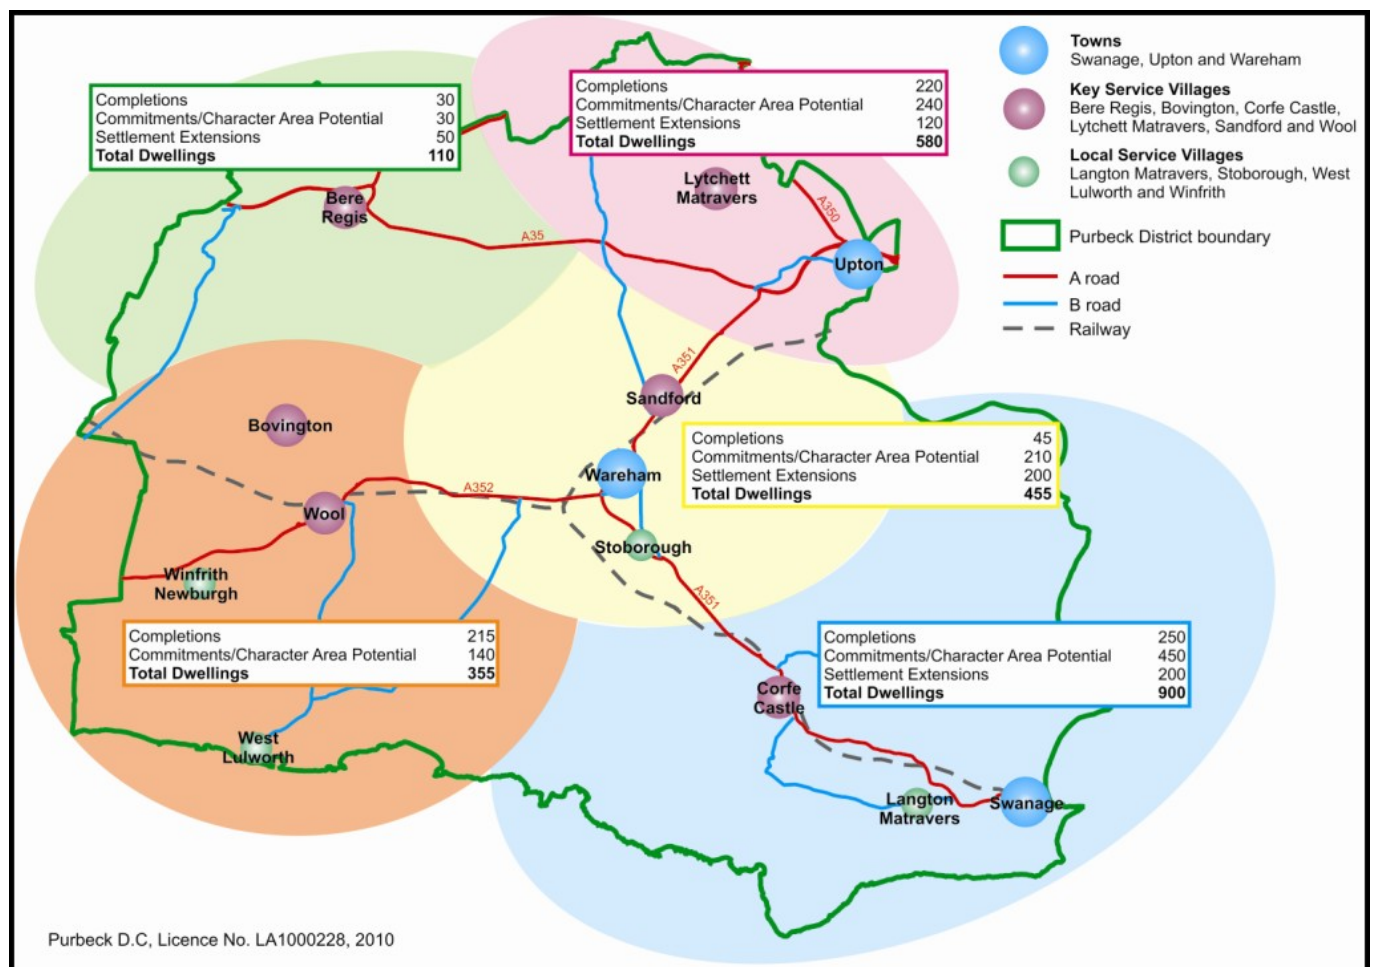 Towns
Swanage, Upton and Wareham
Key Service Villages
Bere Regis, Bovington, Corfe Castle,
Lytchett Matravers, Sandford and Wool
Local Service Villages
Langton Matravers, Stoborough, West
Lulworth and Winfrith
Purbeck District boundary
A road
B road
Railway
Completions 30
Commitments/Character Area Potential 30
Settlement Extensions 50
Total Dwellings 110
Completions 220
Commitments/Character Area Potential 240
Settlement Extensions 120
Total Dwellings 580
Lytchett
Matravers
Bere
Regis
A350
A35
Upton
A351
Sandford
Bovington
Completions 45
Commitments/Character Area Potential 210
Settlement Extensions 200
Total Dwellings 455
Wareham
A352
Wool
Stoborough
Winfrith
Newburgh
A351
Completions 215
Commitments/Character Area Potential 140
Total Dwellings 355
Completions 250
Commitments/Character Area Potential 450
Settlement Extensions 200
Total Dwellings 900
Corfe
Castle
West
Lulworth
Langton
Matravers
Swanage
Purbeck D.C, Licence No. LA1000228, 2010